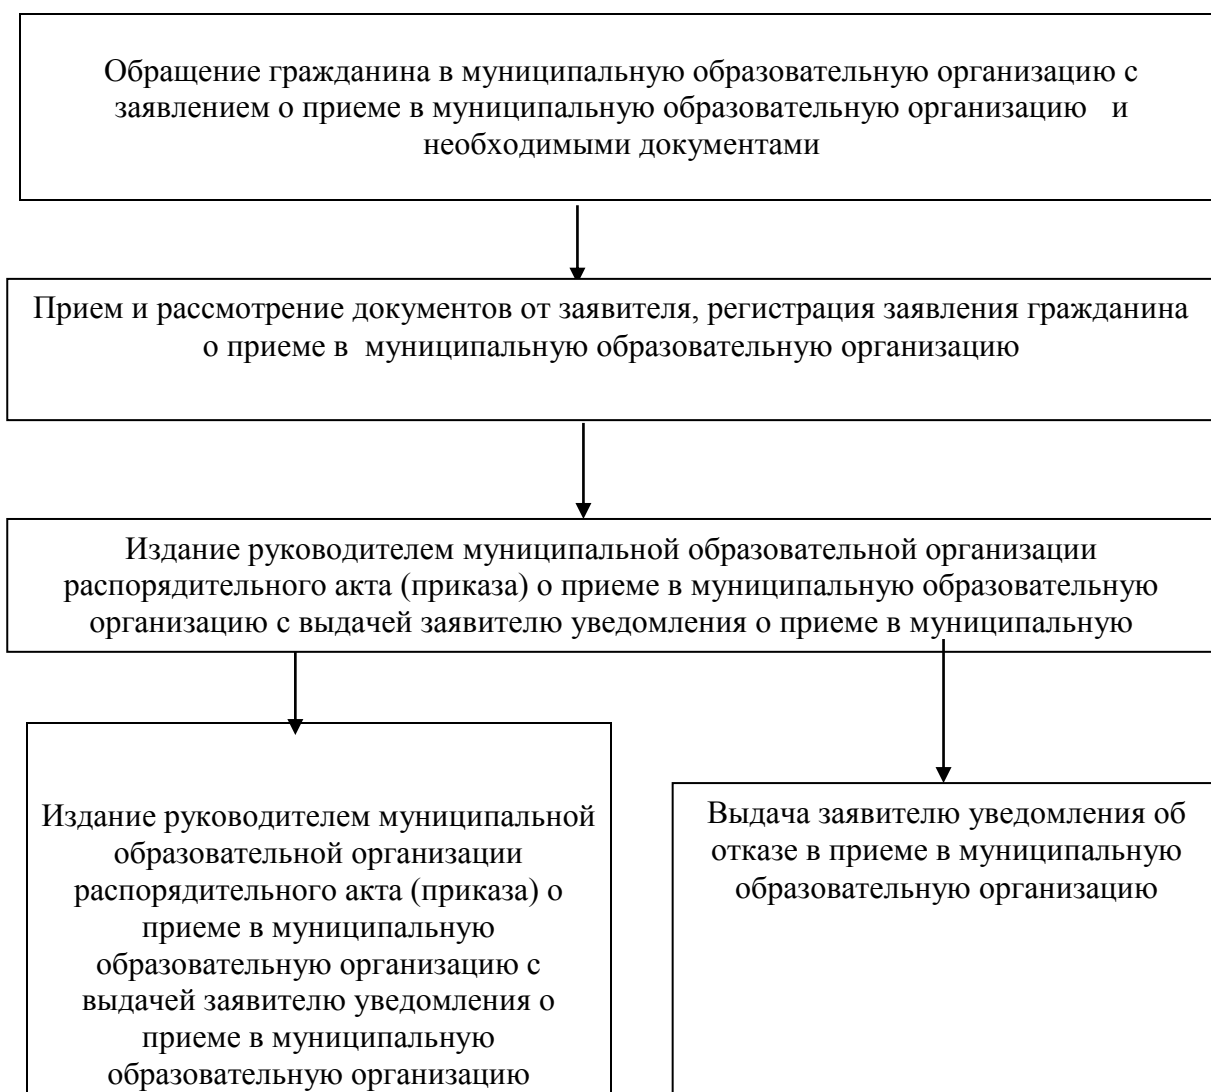 Обращение гражданина в муниципальную образовательную организацию с
заявлением о приеме в муниципальную образовательную организацию и
необходимыми документами
Прием и рассмотрение документов от заявителя, регистрация заявления гражданина
о приеме в муниципальную образовательную организацию
Издание руководителем муниципальной образовательной организации
распорядительного акта (приказа) о приеме в муниципальную образовательную
организацию с выдачей заявителю уведомления о приеме в муниципальную
Издание руководителем муниципальной
образовательной организации
распорядительного акта (приказа) о
приеме в муниципальную
образовательную организацию с
выдачей заявителю уведомления о
приеме в муниципальную
образовательную организацию
Выдача заявителю уведомления об
отказе в приеме в муниципальную
образовательную организацию